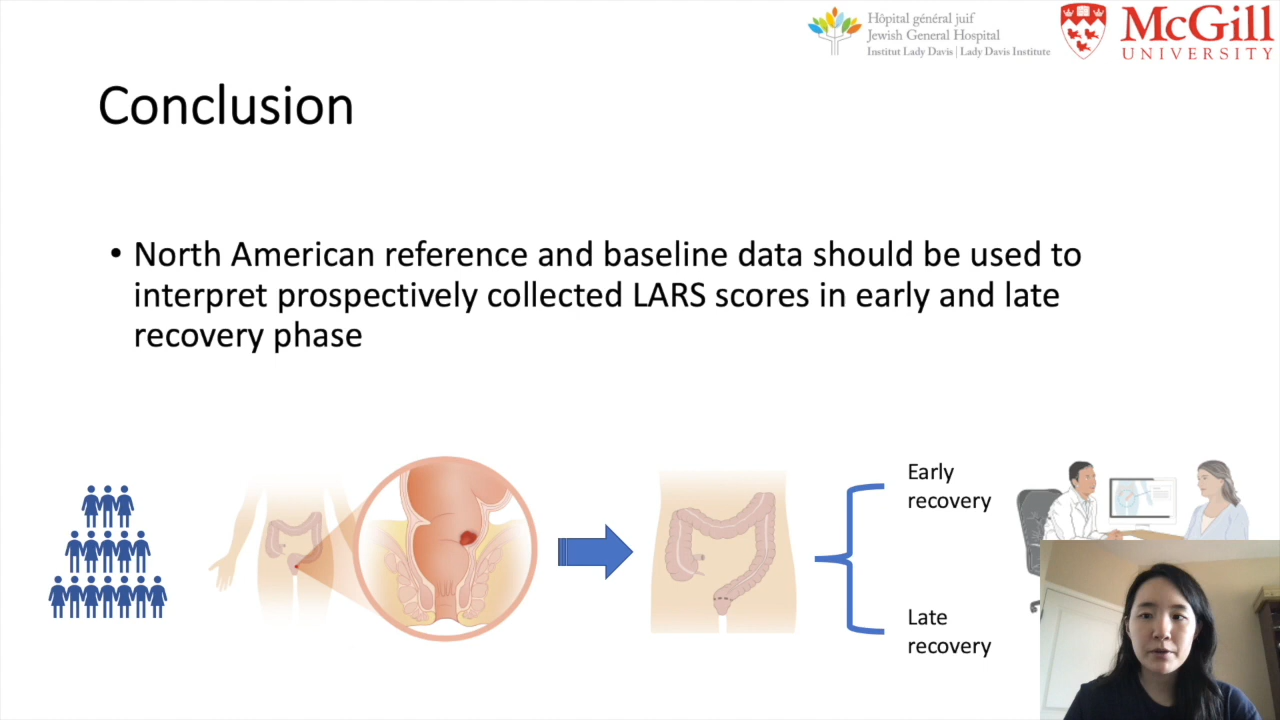 Hôpital général juif
Jewish General Hospital
Institut Lady Davis | Lady Davis Institute
McGill
UNIVERSITY
Conclusion
• North American reference and baseline data should be used to
interpret prospectively collected LARS scores in early and late
recovery phase
Early
recovery
Late
recovery